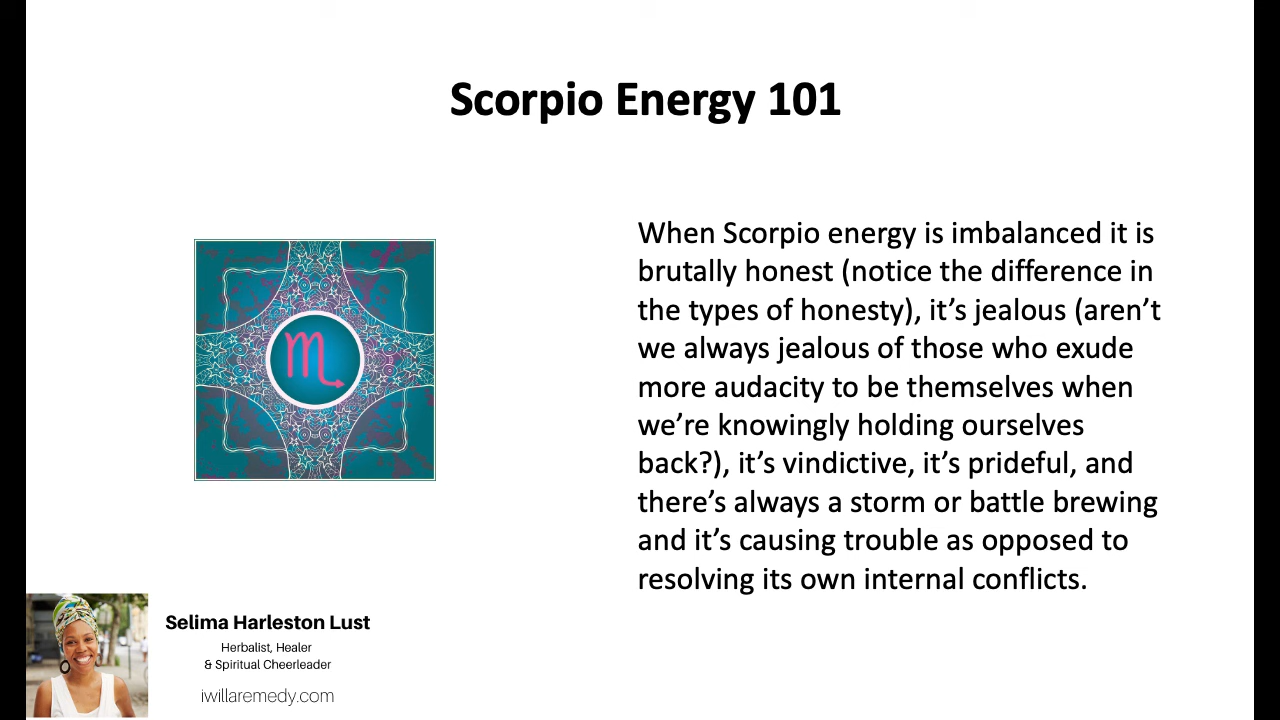 Scorpio Energy 101
When Scorpio energy is imbalanced it is
brutally honest (notice the difference in
the types of honesty), it’s jealous (aren’t
we always jealous of those who exude
more audacity to be themselves when
we’re knowingly holding ourselves
back?), it’s vindictive, it’s prideful, and
there’s always a storm or battle brewing
and it’s causing trouble as opposed to
resolving its own internal conflicts.
Selima Harleston Lust
Herbalist, Healer
& Spiritual Cheerleader
iwillaremedy.com